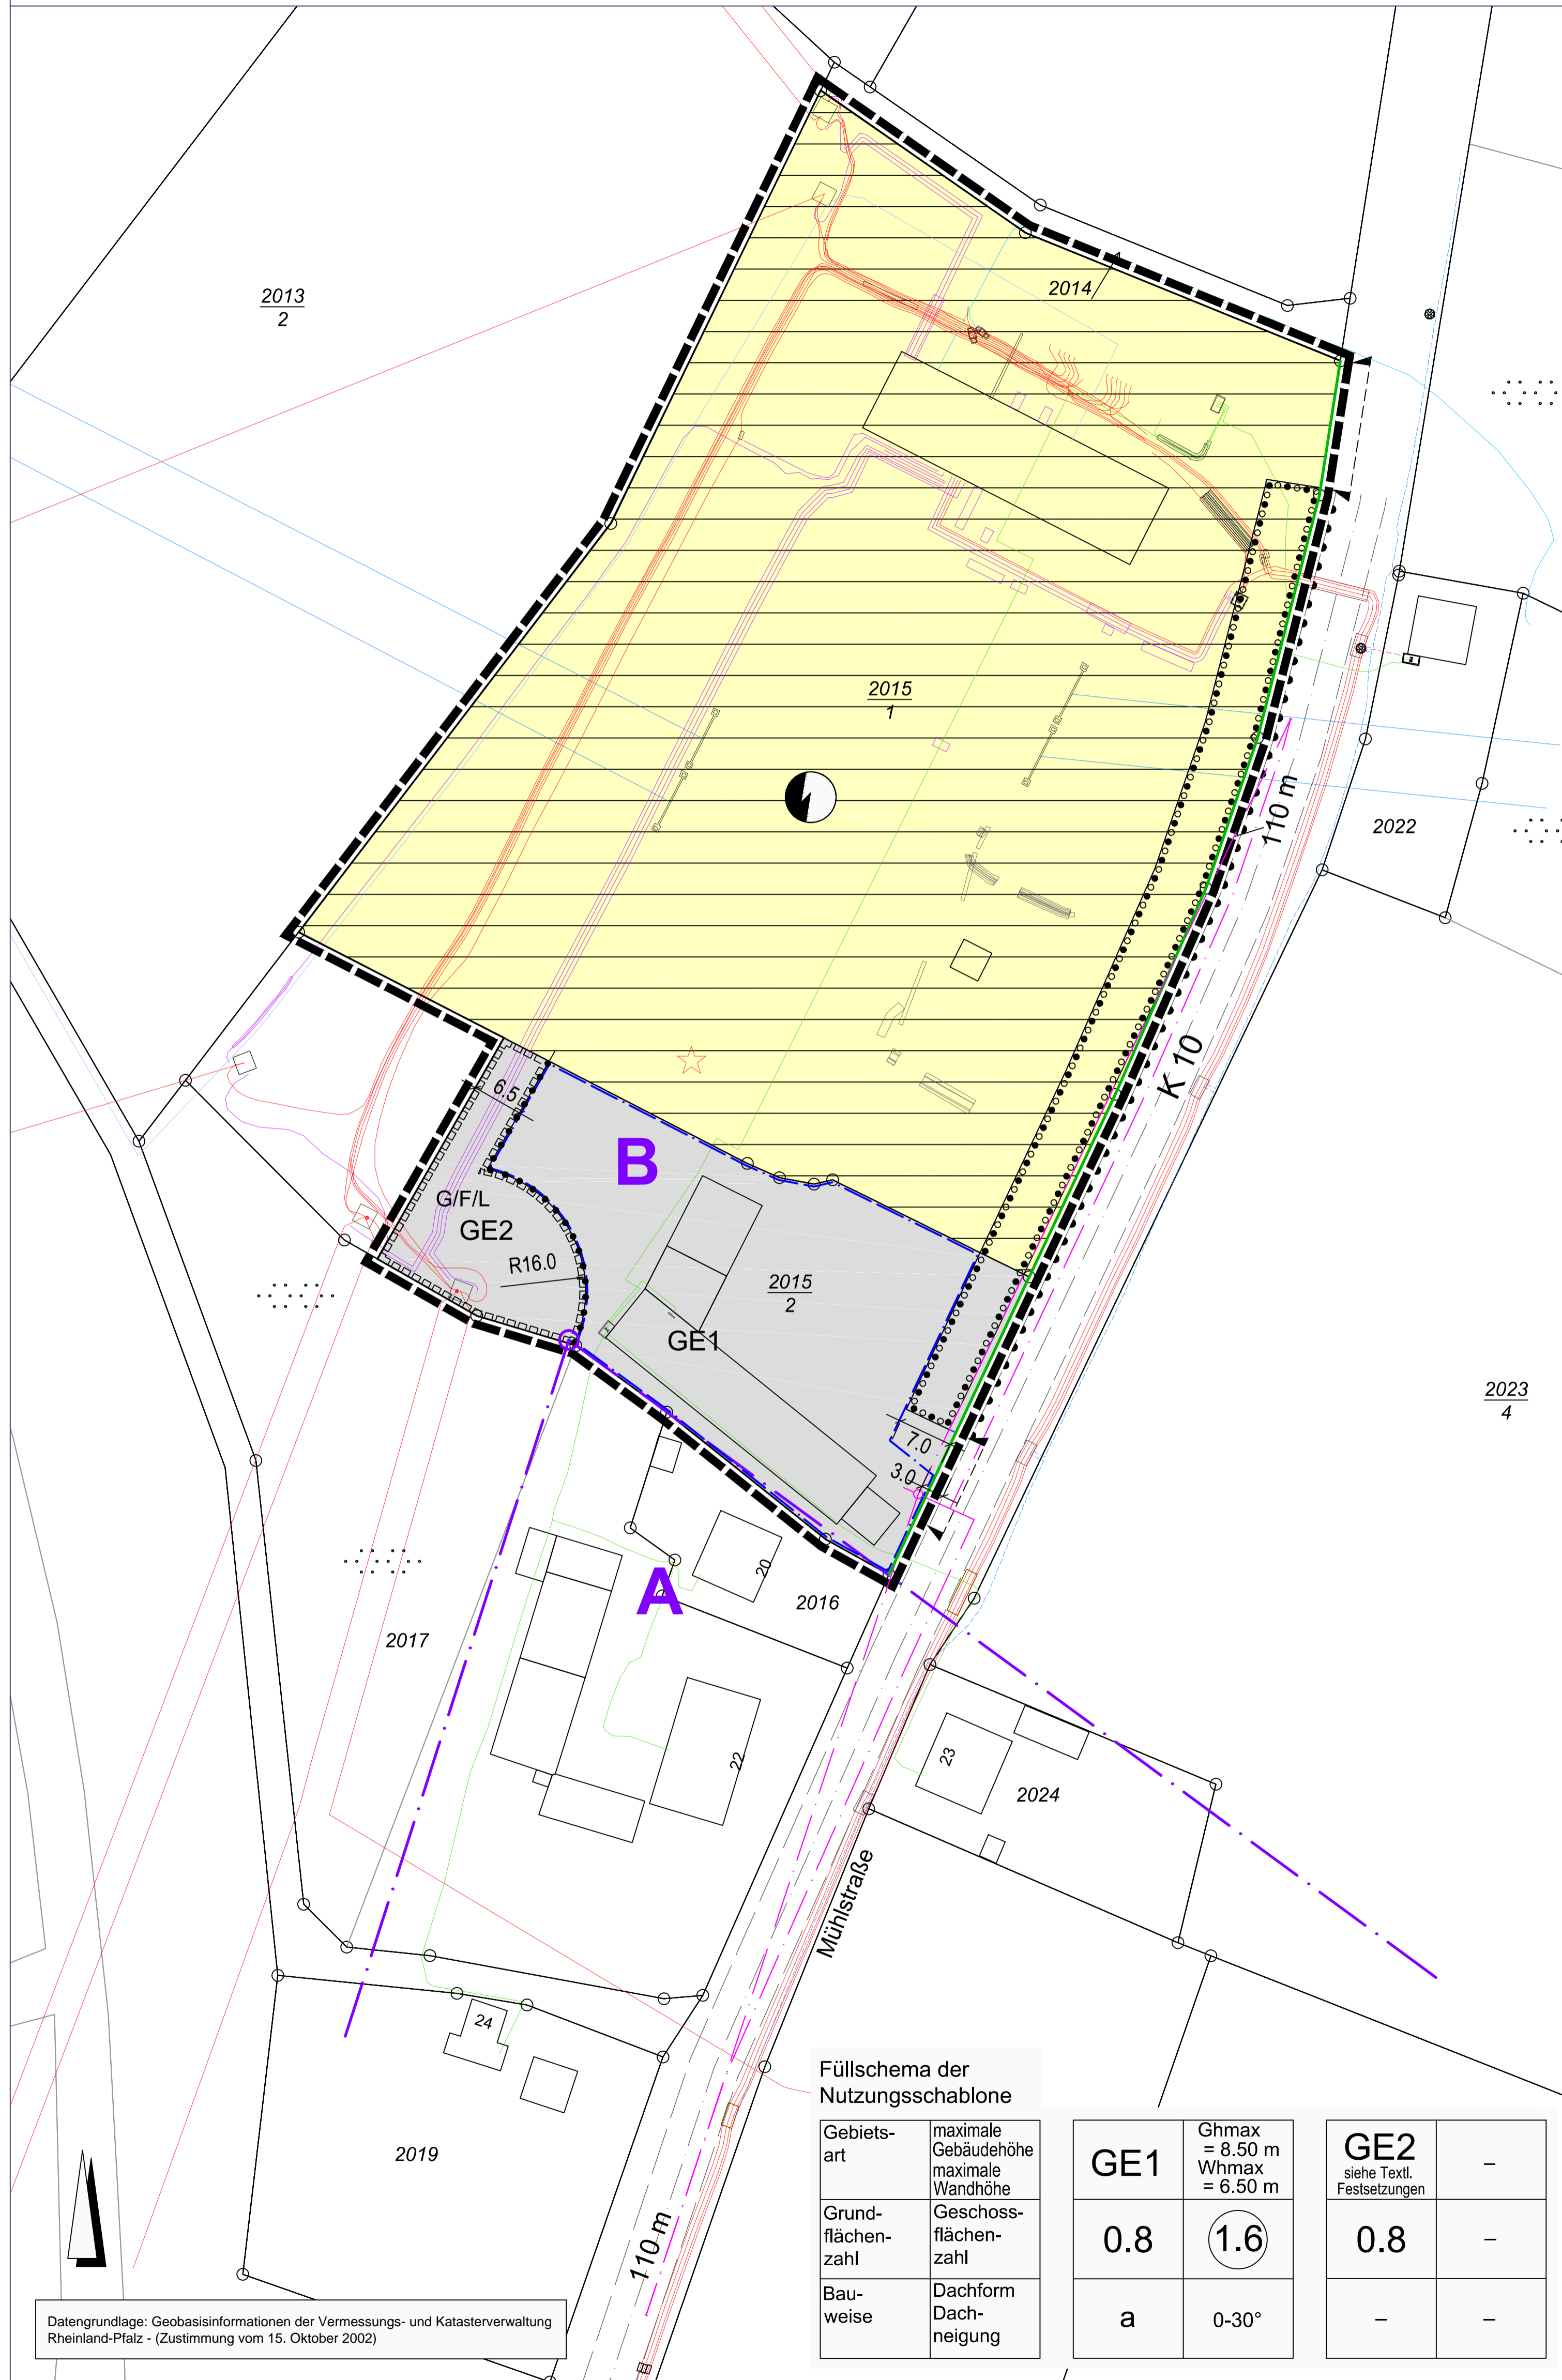 2013
2
2014
2015
1
110 m
2022
K 10
6.5
B
G/F/L
GE2
R16.0
2015
2
GE1
2023
4
7.0
3.0
20
A
2016
2017
22
23
2024
Mühlstraße
24
2019
110 m
Füllschema der
Nutzungsschablone
Gebiets-
art
maximale
Gebäudehöhe
maximale
Wandhöhe
Grund-
flächen-
zahl
Geschoss-
flächen-
zahl
Bau-
weise
Dachform
Dach-
neigung
GE1
Ghmax
= 8.50 m
Whmax
= 6.50 m
0.8
1.6
a
0-30°
GE2
siehe Textl.
Festsetzungen
–
0.8
–
–
–
Datengrundlage: Geobasisinformationen der Vermessungs- und Katasterverwaltung
Rheinland-Pfalz - (Zustimmung vom 15. Oktober 2002)